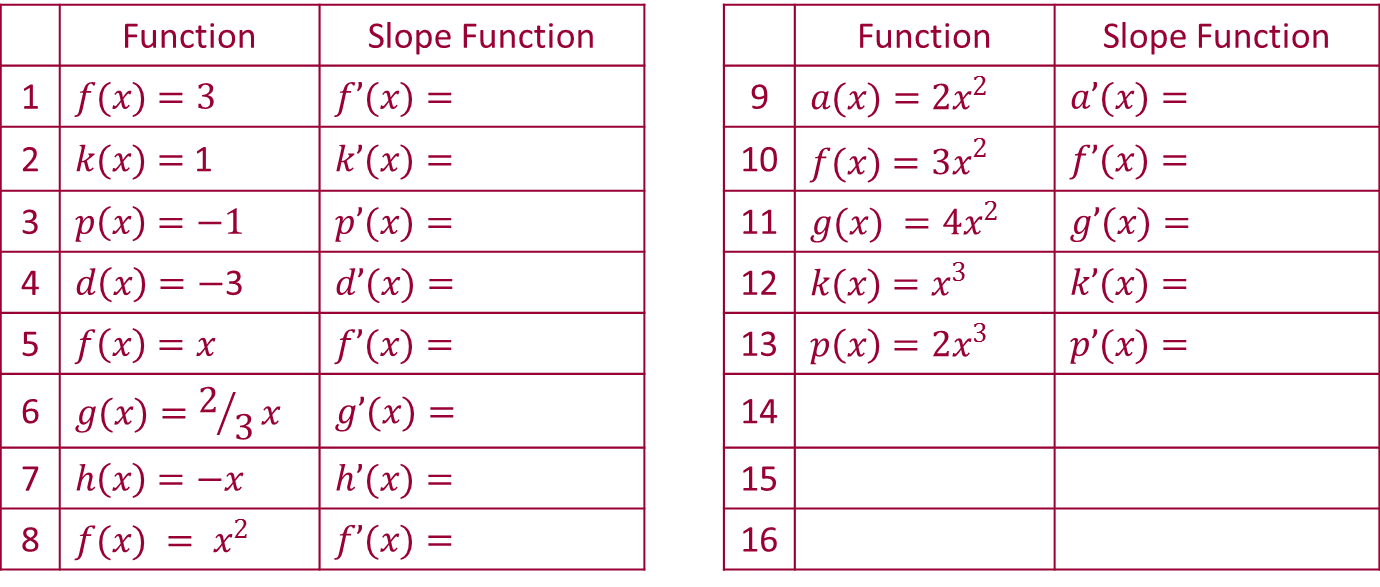 Function Slope Function
1 f(x) = 3 f’(x) =
2 k(x) = 1 k’(x) =
3 p(x) = −1 p’(x) =
4 d(x) = −3 d’(x) =
5 f(x) = x f’(x) =
6 g(x) = 2/3 x g’(x) =
7 h(x) = −x h’(x) =
8 f(x) = x² f’(x) =
Function Slope Function
9 a(x) = 2x² a’(x) =
10 f(x) = 3x² f’(x) =
11 g(x) = 4x² g’(x) =
12 k(x) = x³ k’(x) =
13 p(x) = 2x³ p’(x) =
14
15
16